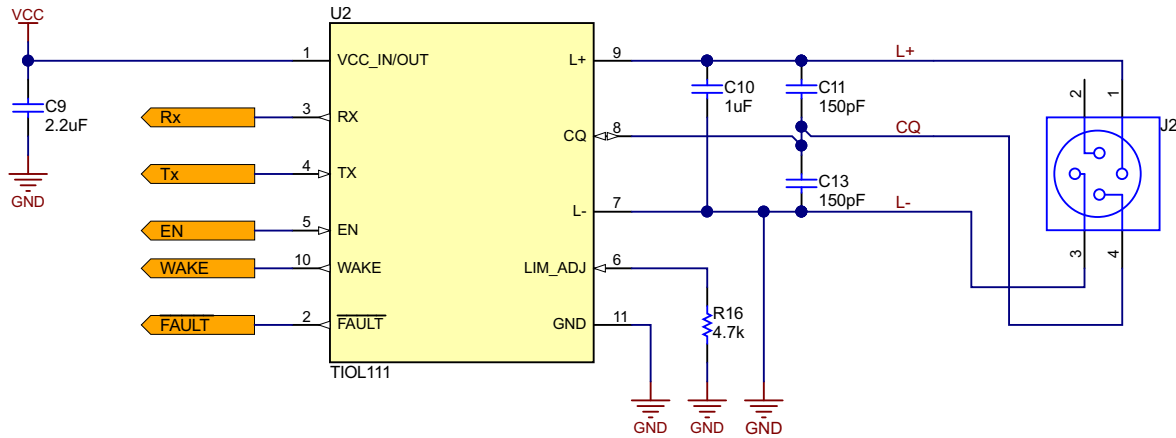 VCC
U2
1
VCC_IN/OUT
L+
9
L+
C9
2.2uF
C10
1uF
C11
150pF
2
1
J2
Rx
3
RX
CQ
8
CQ
Tx
4
TX
C13
150pF
GND
L-
7
L-
EN
5
EN
3
4
WAKE
10
WAKE
LIM_ADJ
6
R16
4.7k
FAULT
2
FAULT
GND
11
TIOL111
GND
GND
GND